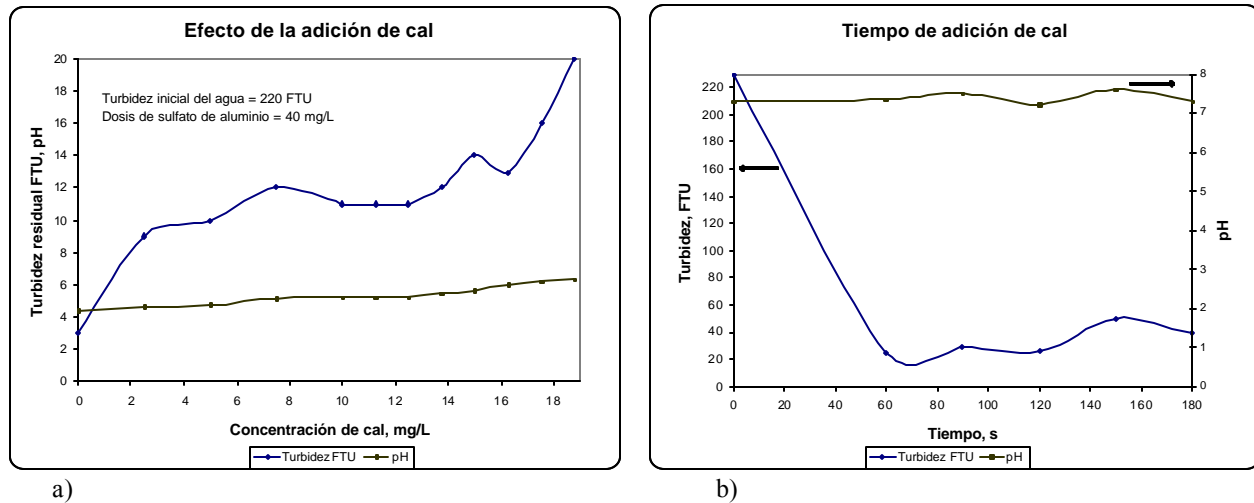 Efecto de la adición de cal
Turbidez residual FTU, pH
20
18
16
14
12
10
8
6
4
2
0
Turbidez inicial del agua = 220 FTU
Dosis de sulfato de aluminio = 40 mg/L
0 2 4 6 8 10 12 14 16 18
Concentración de cal, mg/L
Turbidez FTU pH
a)
Tiempo de adición de cal
Turbidez, FTU
220
200
180
160
140
120
100
80
60
40
20
0
8
7
6
5
4
3
2
1
0
pH
0 20 40 60 80 100 120 140 160 180
Tiempo, s
Turbidez FTU pH
b)